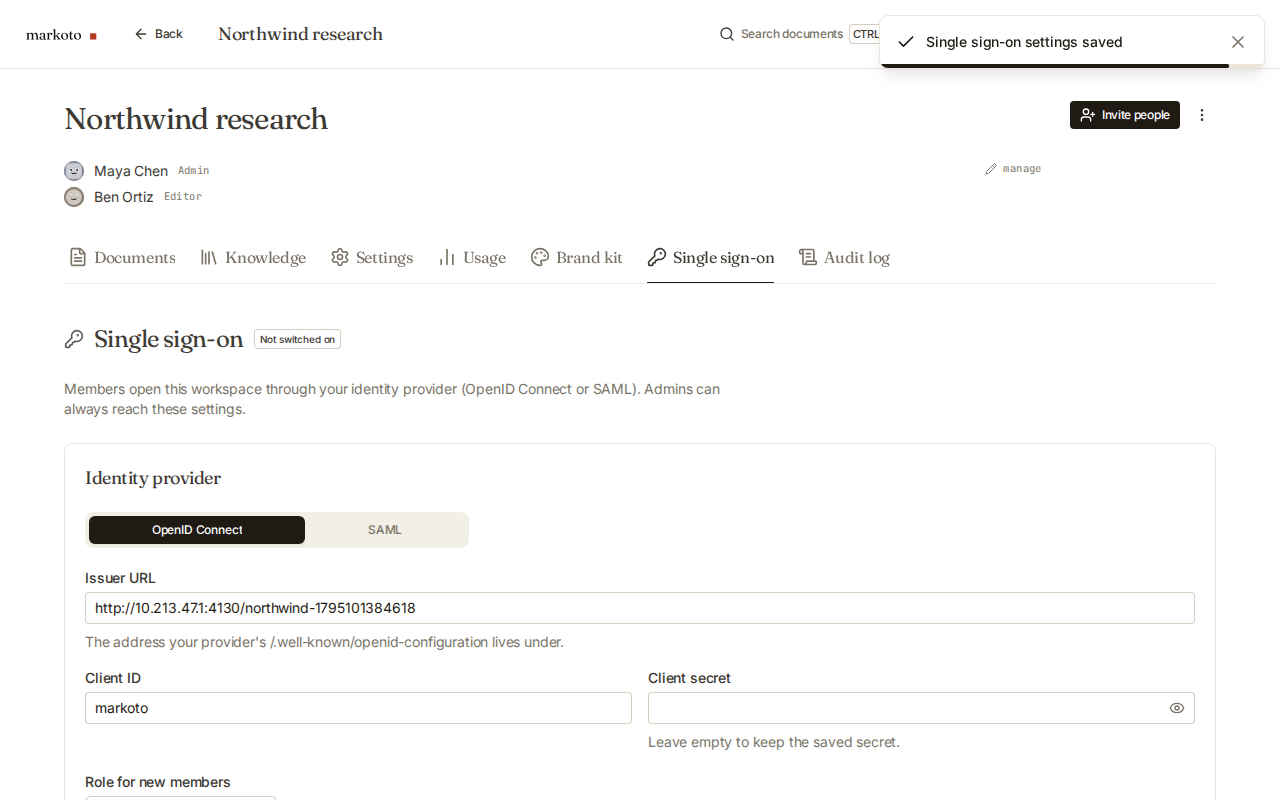 markoto
Back
Northwind research
Search documents CTRL
Single sign-on settings saved
Northwind research
Invite people
Maya Chen Admin
manage
Ben Ortiz Editor
Documents Knowledge Settings Usage Brand kit Single sign-on Audit log
Single sign-on Not switched on
Members open this workspace through your identity provider (OpenID Connect or SAML). Admins can
always reach these settings.
Identity provider
OpenID Connect SAML
Issuer URL
http://10.213.47.1:4130/northwind-1795101384618
The address your provider's /.well-known/openid-configuration lives under.
Client ID Client secret
markoto
Leave empty to keep the saved secret.
Role for new members